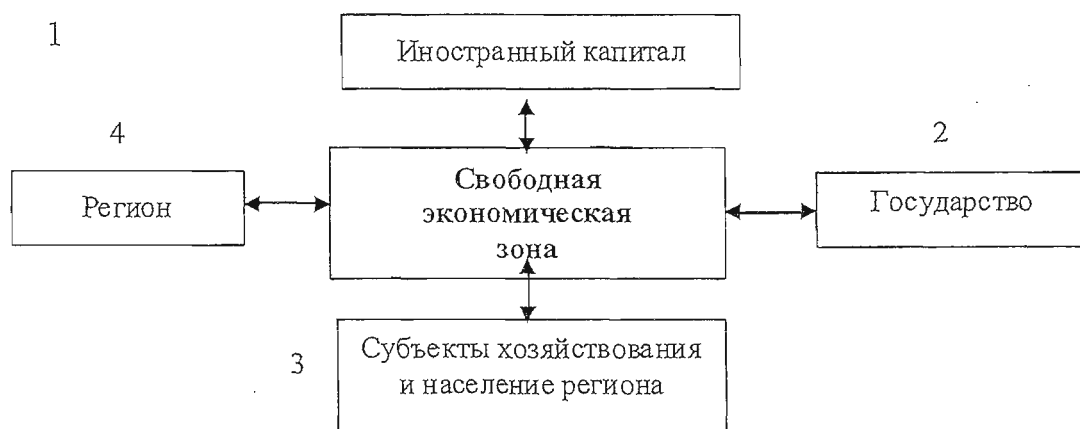 1
Иностранный капитал
4
2
Регион
Свободная
экономическая
зона
Государство
3
Субъекты хозяйствования
и население региона